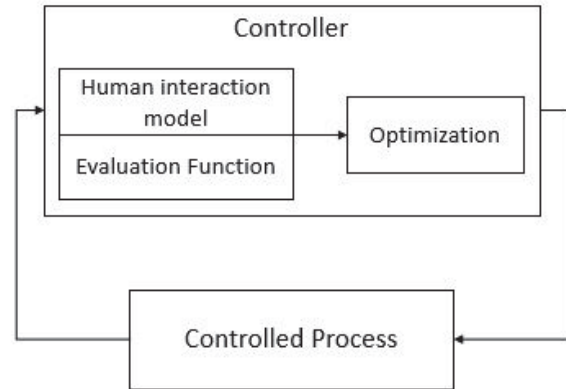 Controller
Human interaction
model
Evaluation Function
Optimization
Controlled Process